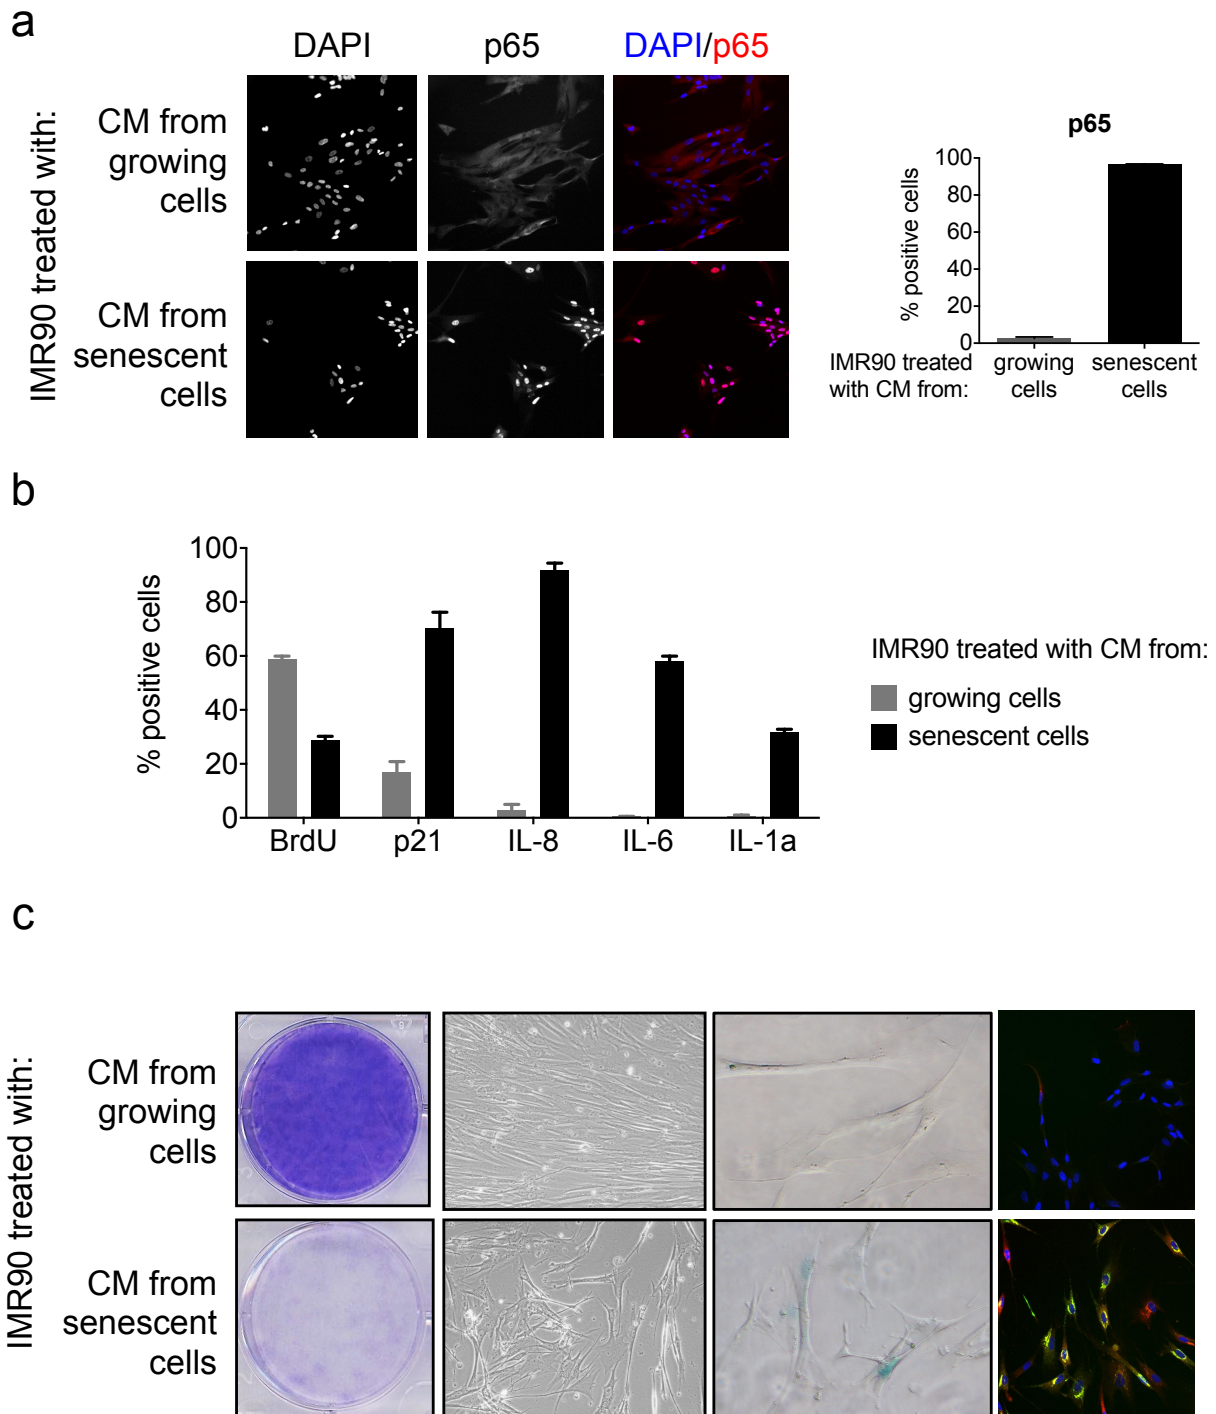 a
DAPI
p65
DAPI/p65
IMR90 treated with:
CM from
growing
cells
CM from
senescent
cells
p65
% positive cells
100
80
60
40
20
0
IMR90 treated
with CM from:
growing
cells
senescent
cells
b
% positive cells
100
80
60
40
20
0
BrdU
p21
IL-8
IL-6
IL-1a
IMR90 treated with CM from:
growing cells
senescent cells
c
IMR90 treated with:
CM from
growing
cells
CM from
senescent
cells